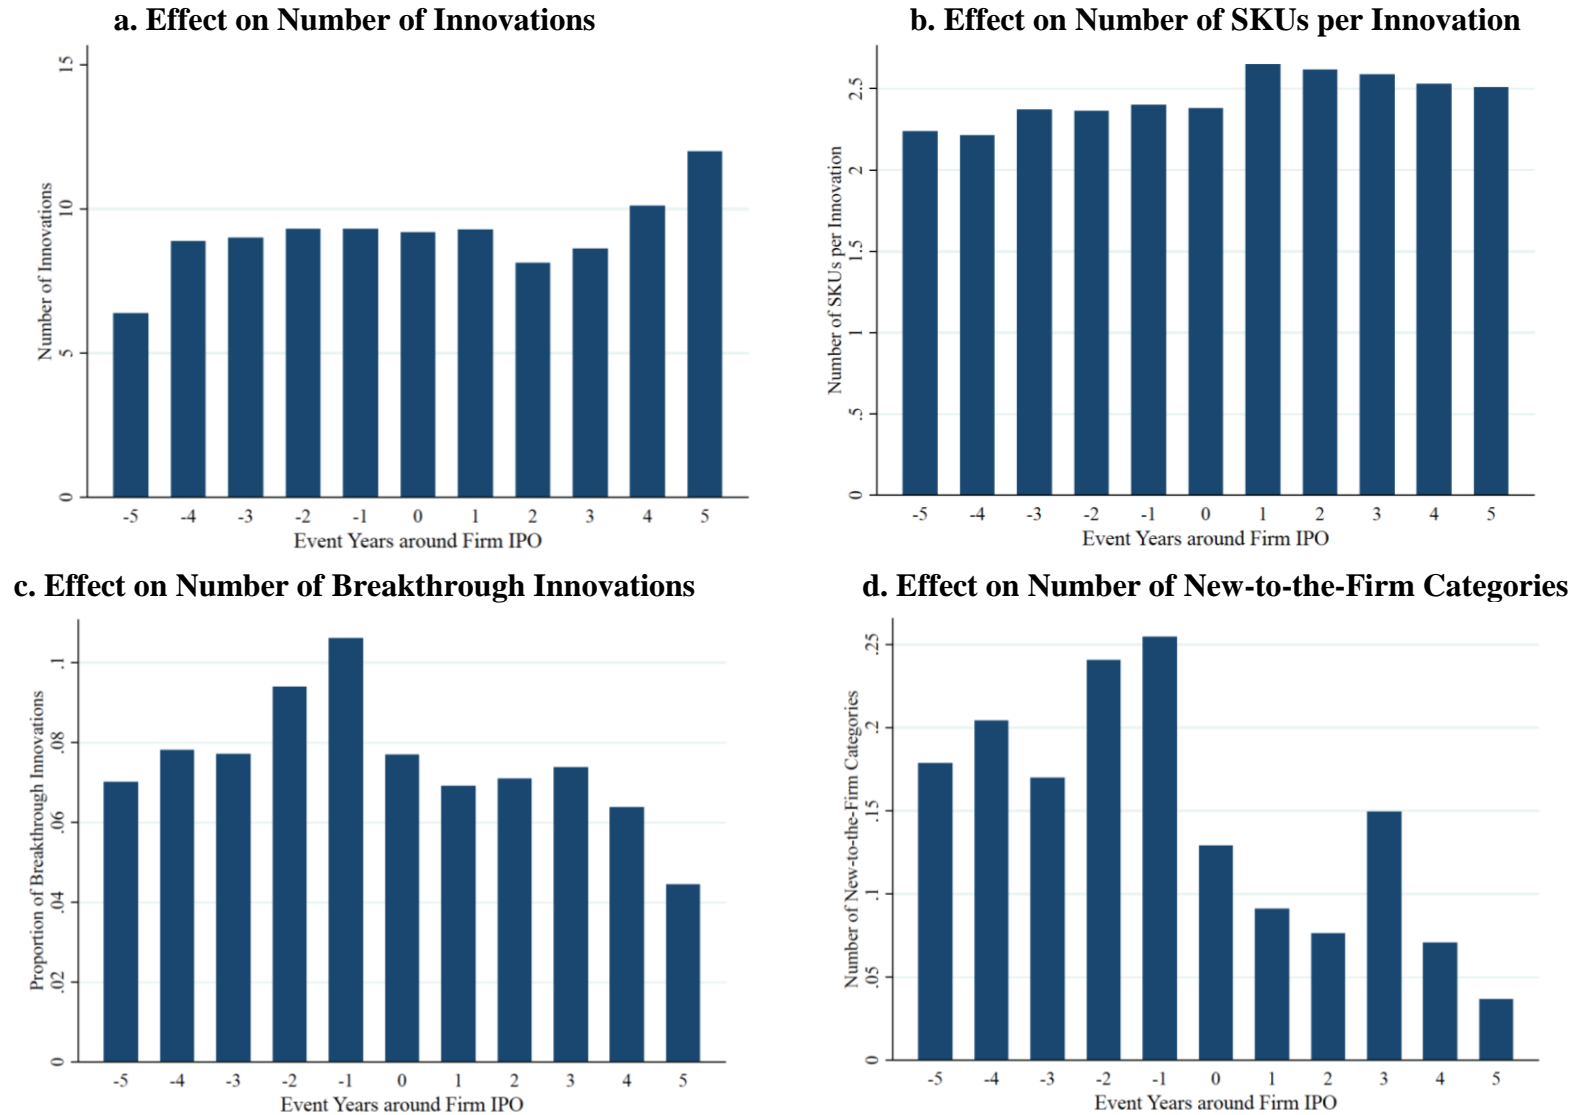 a. Effect on Number of Innovations
Number of Innovations
15
10
5
0
-5 -4 -3 -2 -1 0 1 2 3 4 5
Event Years around Firm IPO
b. Effect on Number of SKUs per Innovation
Number of SKUs per Innovation
2.5
2
1.5
1
.5
0
-5 -4 -3 -2 -1 0 1 2 3 4 5
Event Years around Firm IPO
c. Effect on Number of Breakthrough Innovations
Proportion of Breakthrough Innovations
.1
.08
.06
.04
.02
0
-5 -4 -3 -2 -1 0 1 2 3 4 5
Event Years around Firm IPO
d. Effect on Number of New-to-the-Firm Categories
Number of New-to-the-Firm Categories
.25
.2
.15
.1
.05
0
-5 -4 -3 -2 -1 0 1 2 3 4 5
Event Years around Firm IPO